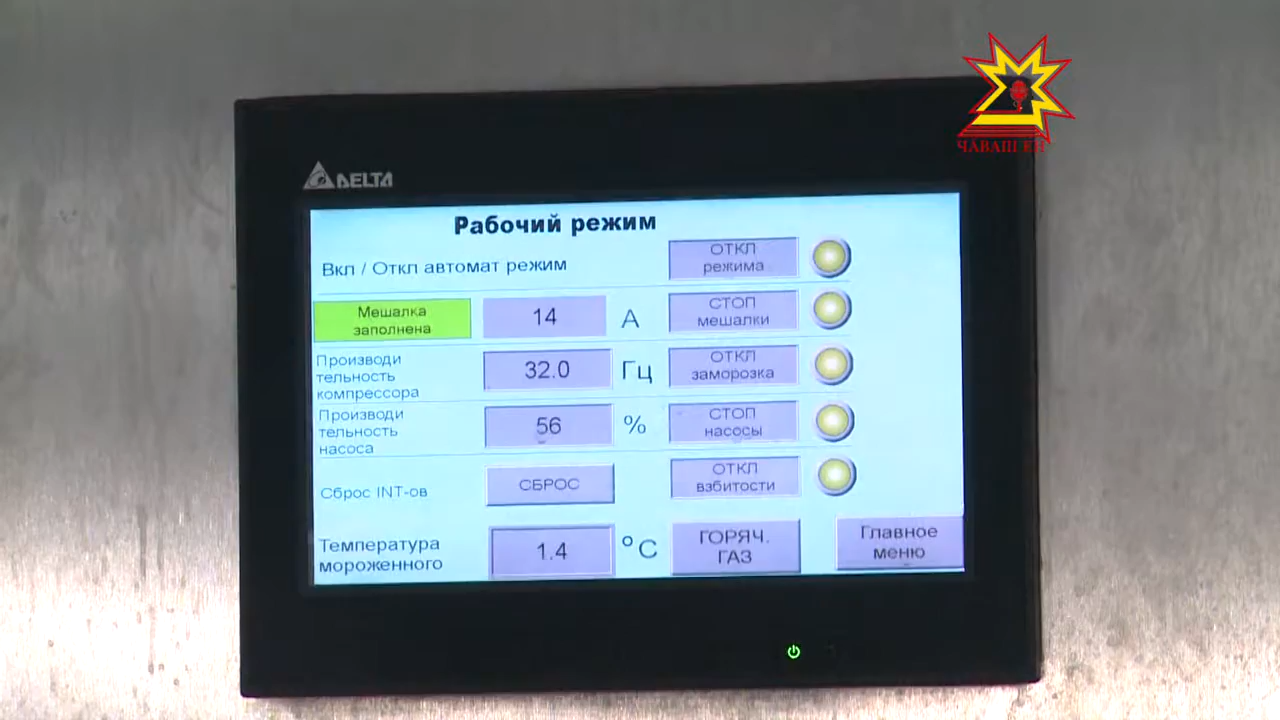 ЧӐВАШ ЕН
DELTA
Рабочий режим
Вкл / Откл автомат режим
ОТКЛ
режима
Мешалка
заполнена
14
А
СТОП
мешалки
Производи
тельность
компрессора
32.0
Гц
ОТКЛ
заморозка
Производи
тельность
насоса
56
%
СТОП
насосы
Сброс INT-ов
СБРОС
ОТКЛ
взбитости
Температура
мороженного
1.4
°C
ГОРЯЧ.
ГАЗ
Главное
меню